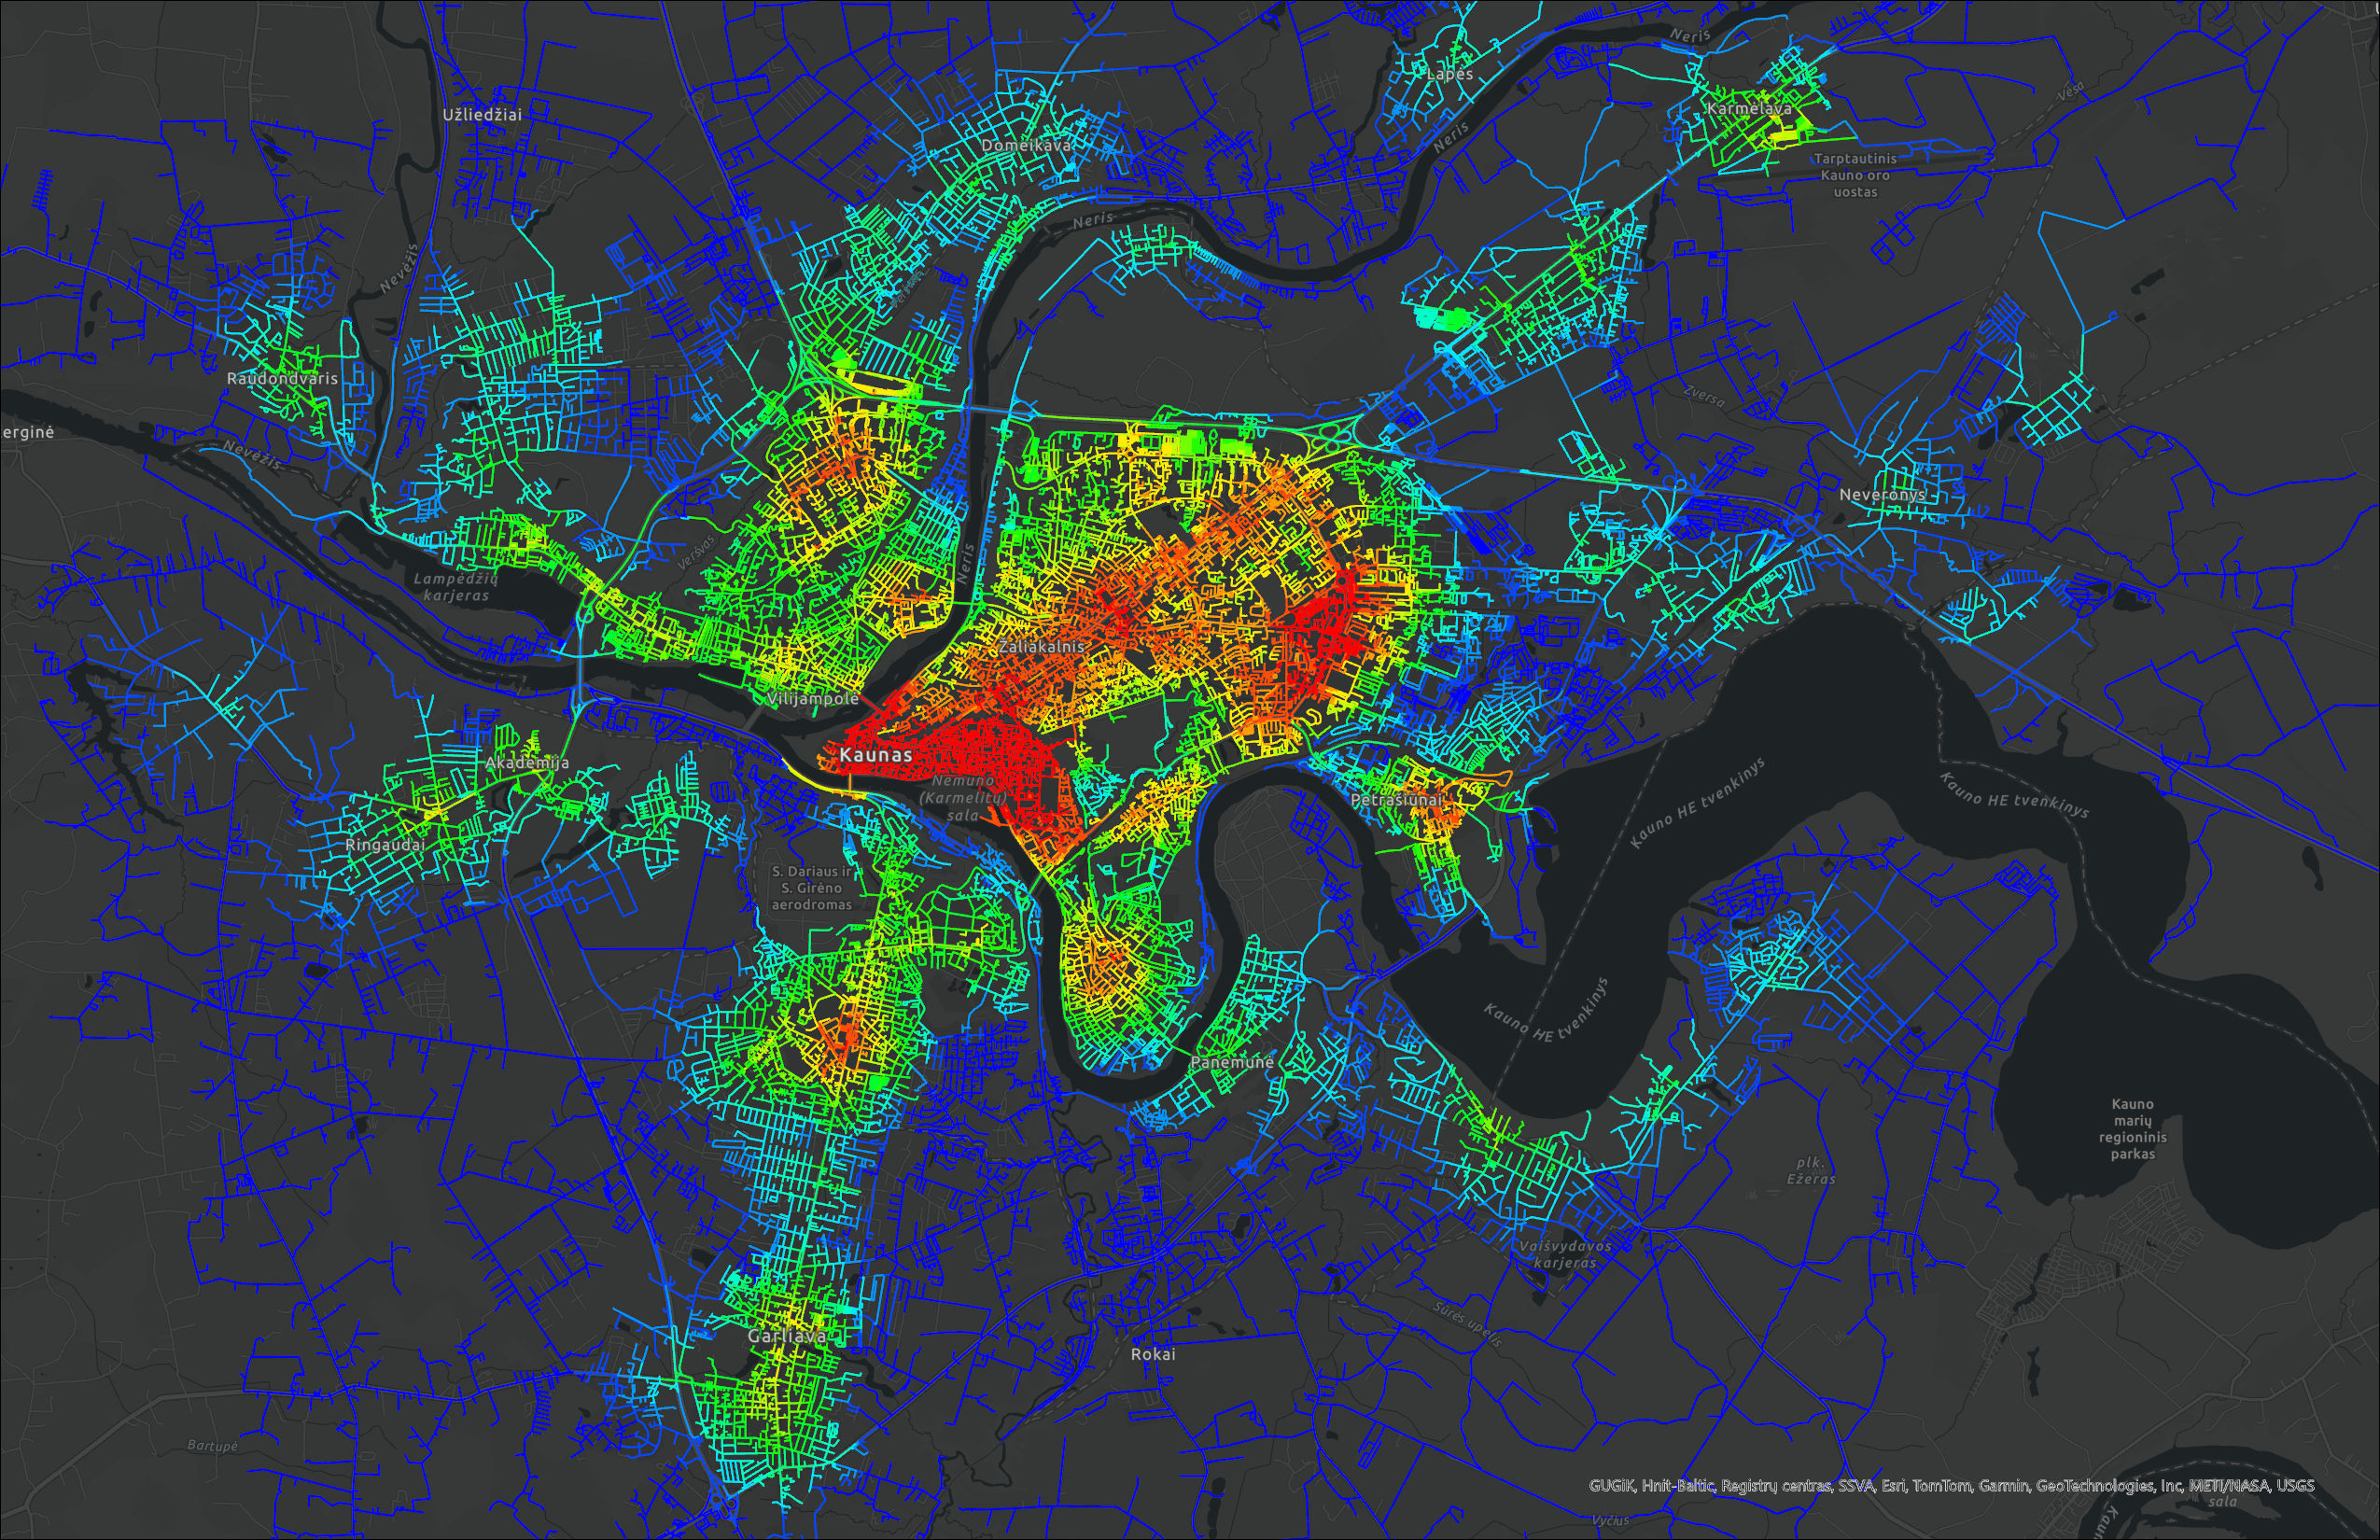 Neris
Lapės
Karmėlava
Vėsa
Užliedžiai
Neris
Domeikava
Tarptautinis
Kauno oro
uostas
Neris
Nevėžis
Raudondvaris
Zversa
erginė
Nevėžis
Neveronys
Veršvas
Neris
Lampėdžių
karjeras
Žaliakalnis
Vilijampolė
Kaunas
Akademija
Nemuno
(Karmelitų)
sala
Petrašiūnai
Kauno HE tvenkinys
Kauno HE tvenkinys
Ringaudai
S. Dariaus ir
S. Girėno
aerodromas
Kauno HE tvenkinys
Panemunė
Kauno
marių
regioninis
parkas
plk.
Ežeras
Vaišvydavos
karjeras
Sūrės upelis
Garliava
Rokai
Bartupė
GUGiK, Hnit-Baltic, Registrų centras, SSVA, Esri, TomTom, Garmin, GeoTechnologies, Inc, METI/NASA, USGS
sala
Vyčius
Kaun